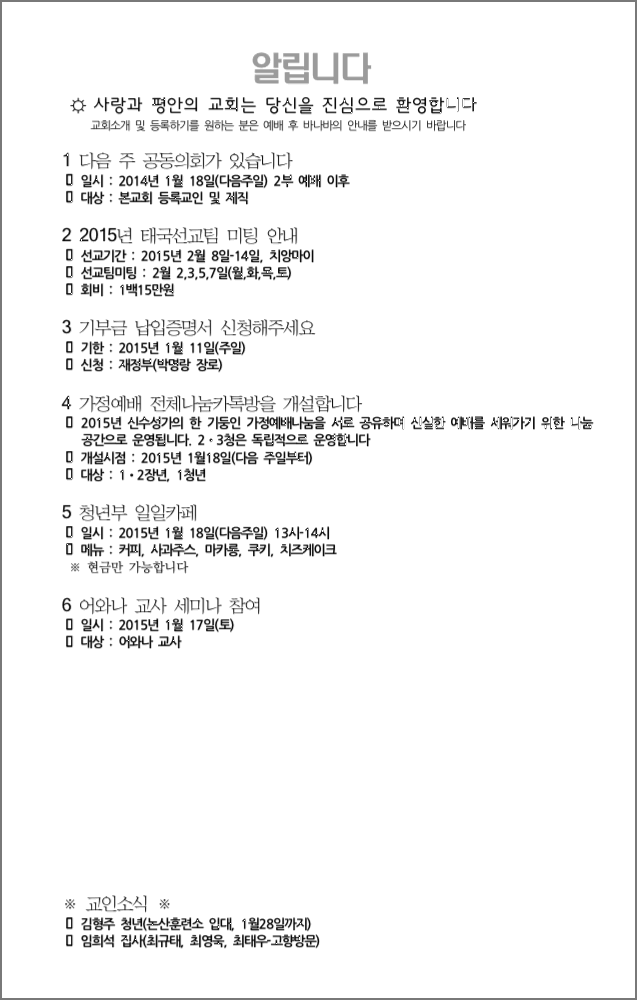 알립니다
☼ 사랑과 평안의 교회는 당신을 진심으로 환영합니다
교회소개 및 등록하기를 원하는 분은 예배 후 바나바의 안내를 받으시기 바랍니다
1 다음 주 공동의회가 있습니다
▯ 일시 : 2014년 1월 18일(다음주일) 2부 예배 이후
▯ 대상 : 본교회 등록교인 및 제직
2 2015년 태국선교팀 미팅 안내
▯ 선교기간 : 2015년 2월 8일-14일, 치앙마이
▯ 선교팀미팅 : 2월 2,3,5,7일(월,화,목,토)
▯ 회비 : 1백15만원
3 기부금 납입증명서 신청해주세요
▯ 기한 : 2015년 1월 11일(주일)
▯ 신청 : 재정부(박명랑 장로)
4 가정예배 전체나눔카톡방을 개설합니다
▯ 2015년 신수성가의 한 기둥인 가정예배나눔을 서로 공유하며 신실한 예배를 세워가기 위한 나눔
공간으로 운영됩니다. 2·3청은 독립적으로 운영합니다
▯ 개설시점 : 2015년 1월18일(다음 주일부터)
▯ 대상 : 1·2장년, 1청년
5 청년부 일일카페
▯ 일시 : 2015년 1월 18일(다음주일) 13시-14시
▯ 메뉴 : 커피, 사과주스, 마카롱, 쿠키, 치즈케이크
※ 현금만 가능합니다
6 어와나 교사 세미나 참여
▯ 일시 : 2015년 1월 17일(토)
▯ 대상 : 어와나 교사
※ 교인소식 ※
▯ 김형주 청년(논산훈련소 입대, 1월28일까지)
▯ 임희석 집사(최규태, 최영욱, 최태우-고향방문)